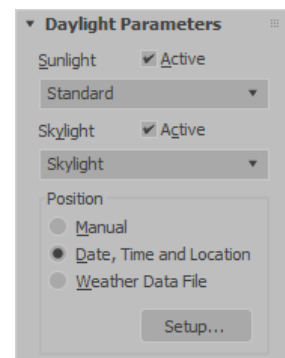 Daylight Parameters
Sunlight Active
Standard
Skylight Active
Skylight
Position
Manual
Date, Time and Location
Weather Data File
Setup...